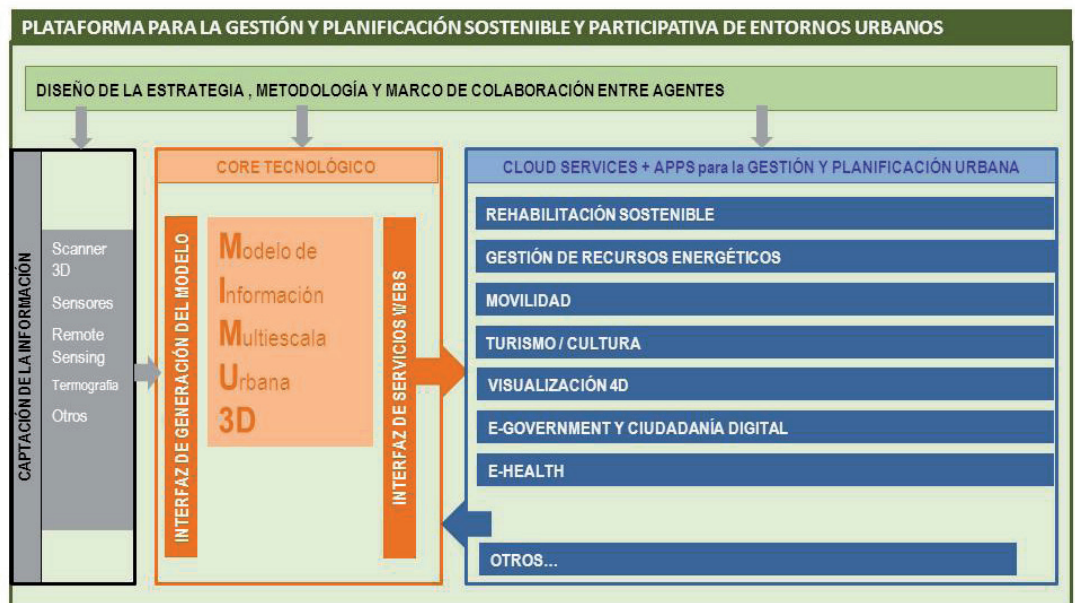 PLATAFORMA PARA LA GESTIÓN Y PLANIFICACIÓN SOSTENIBLE Y PARTICIPATIVA DE ENTORNOS URBANOS
DISEÑO DE LA ESTRATEGIA , METODOLOGÍA Y MARCO DE COLABORACIÓN ENTRE AGENTES
CAPTACIÓN DE LA INFORMACIÓN
Scanner
3D
Sensores
Remote
Sensing
Termografía
Otros
CORE TECNOLÓGICO
INTERFAZ DE GENERACIÓN DEL MODELO
Modelo de
Información
Multiescala
Urbana
3D
INTERFAZ DE SERVICIOS WEBS
CLOUD SERVICES + APPS para la GESTIÓN Y PLANIFICACIÓN URBANA
REHABILITACIÓN SOSTENIBLE
GESTIÓN DE RECURSOS ENERGÉTICOS
MOVILIDAD
TURISMO / CULTURA
VISUALIZACIÓN 4D
E-GOVERNMENT Y CIUDADANÍA DIGITAL
E-HEALTH
OTROS...